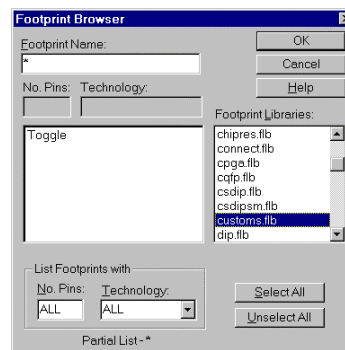 Footprint Browser
Footprint Name:
*
OK
Cancel
Help
No. Pins: Technology:
Footprint Libraries:
Toggle
chipres.flb
connect.flb
cpga.flb
cqfp.flb
csdip.flb
csdipsm.flb
customs.flb
dip.flb
List Footprints with
No. Pins: Technology:
ALL ALL
Select All
Unselect All
Partial List - *